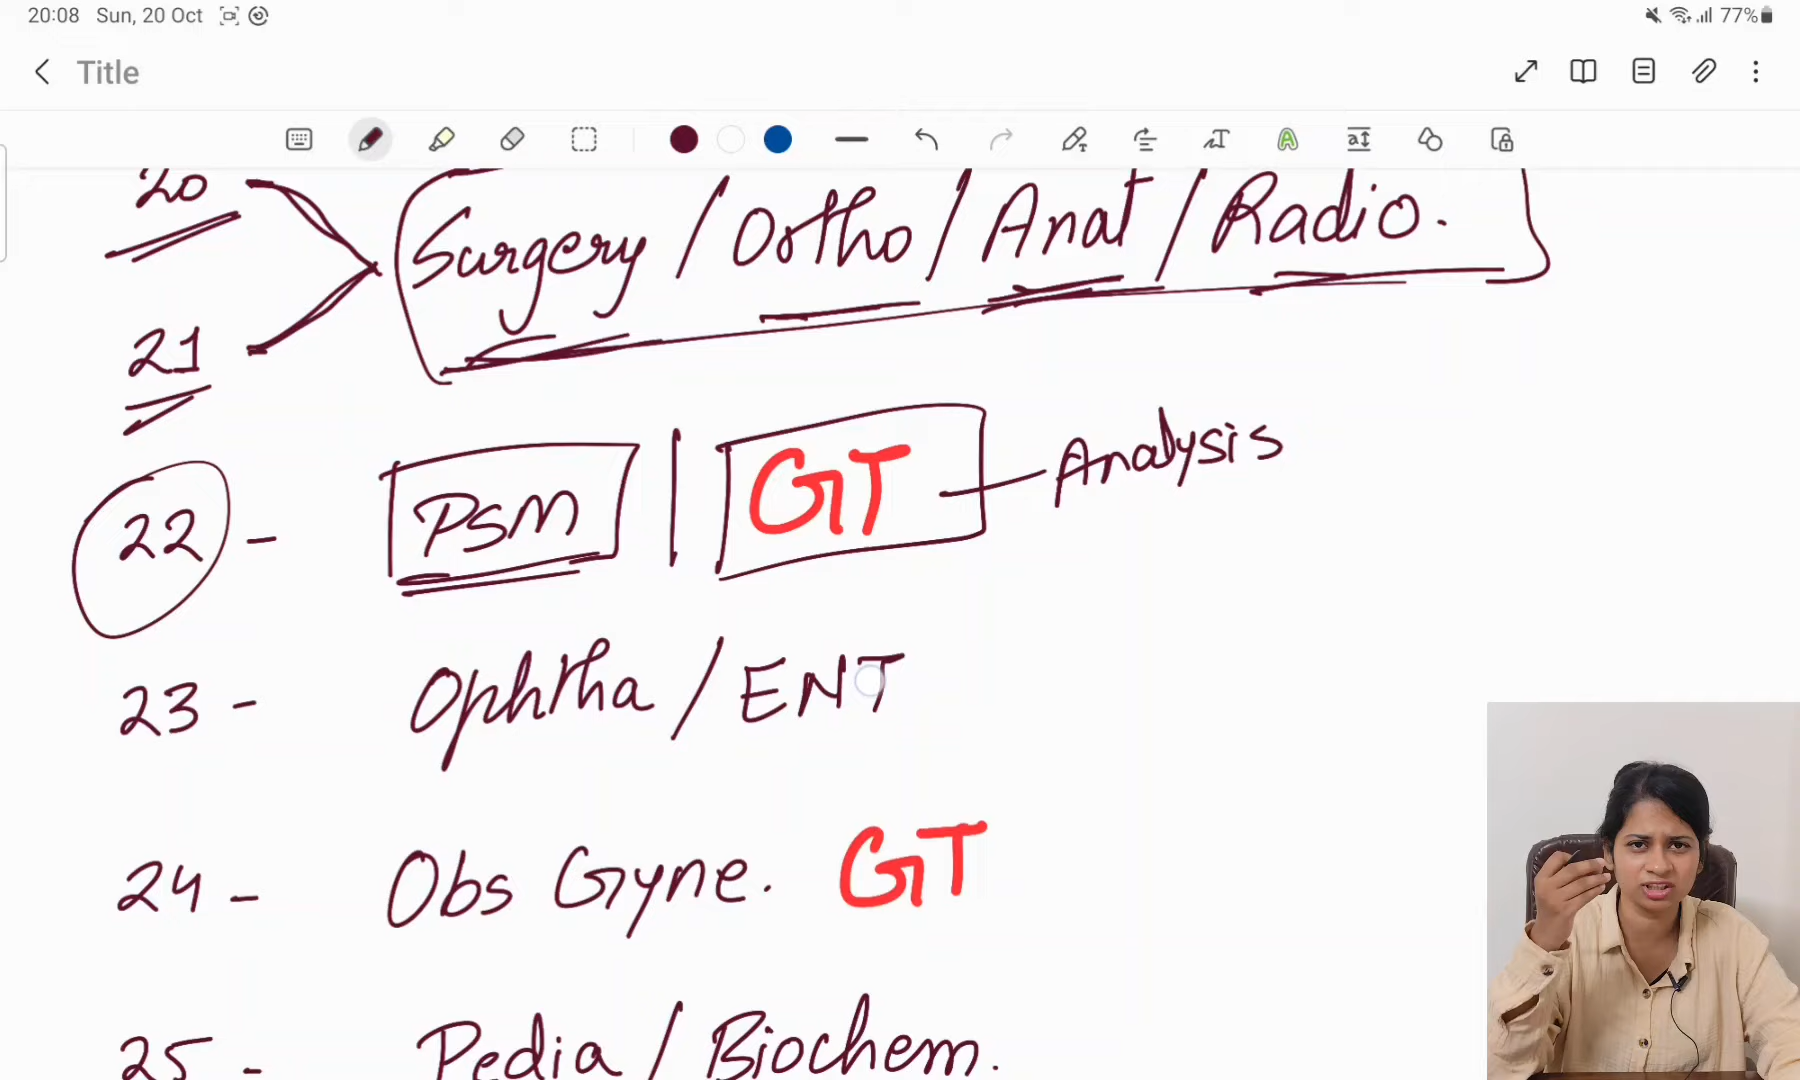 20:08 Sun, 20 Oct 77%
Title
20
Surgery / Ortho / Anat / Radio.
21
22 - PSM | GT - Analysis
23 - Ophtha / ENT
24 - Obs Gyne. GT
25 - Pedia / Biochem.